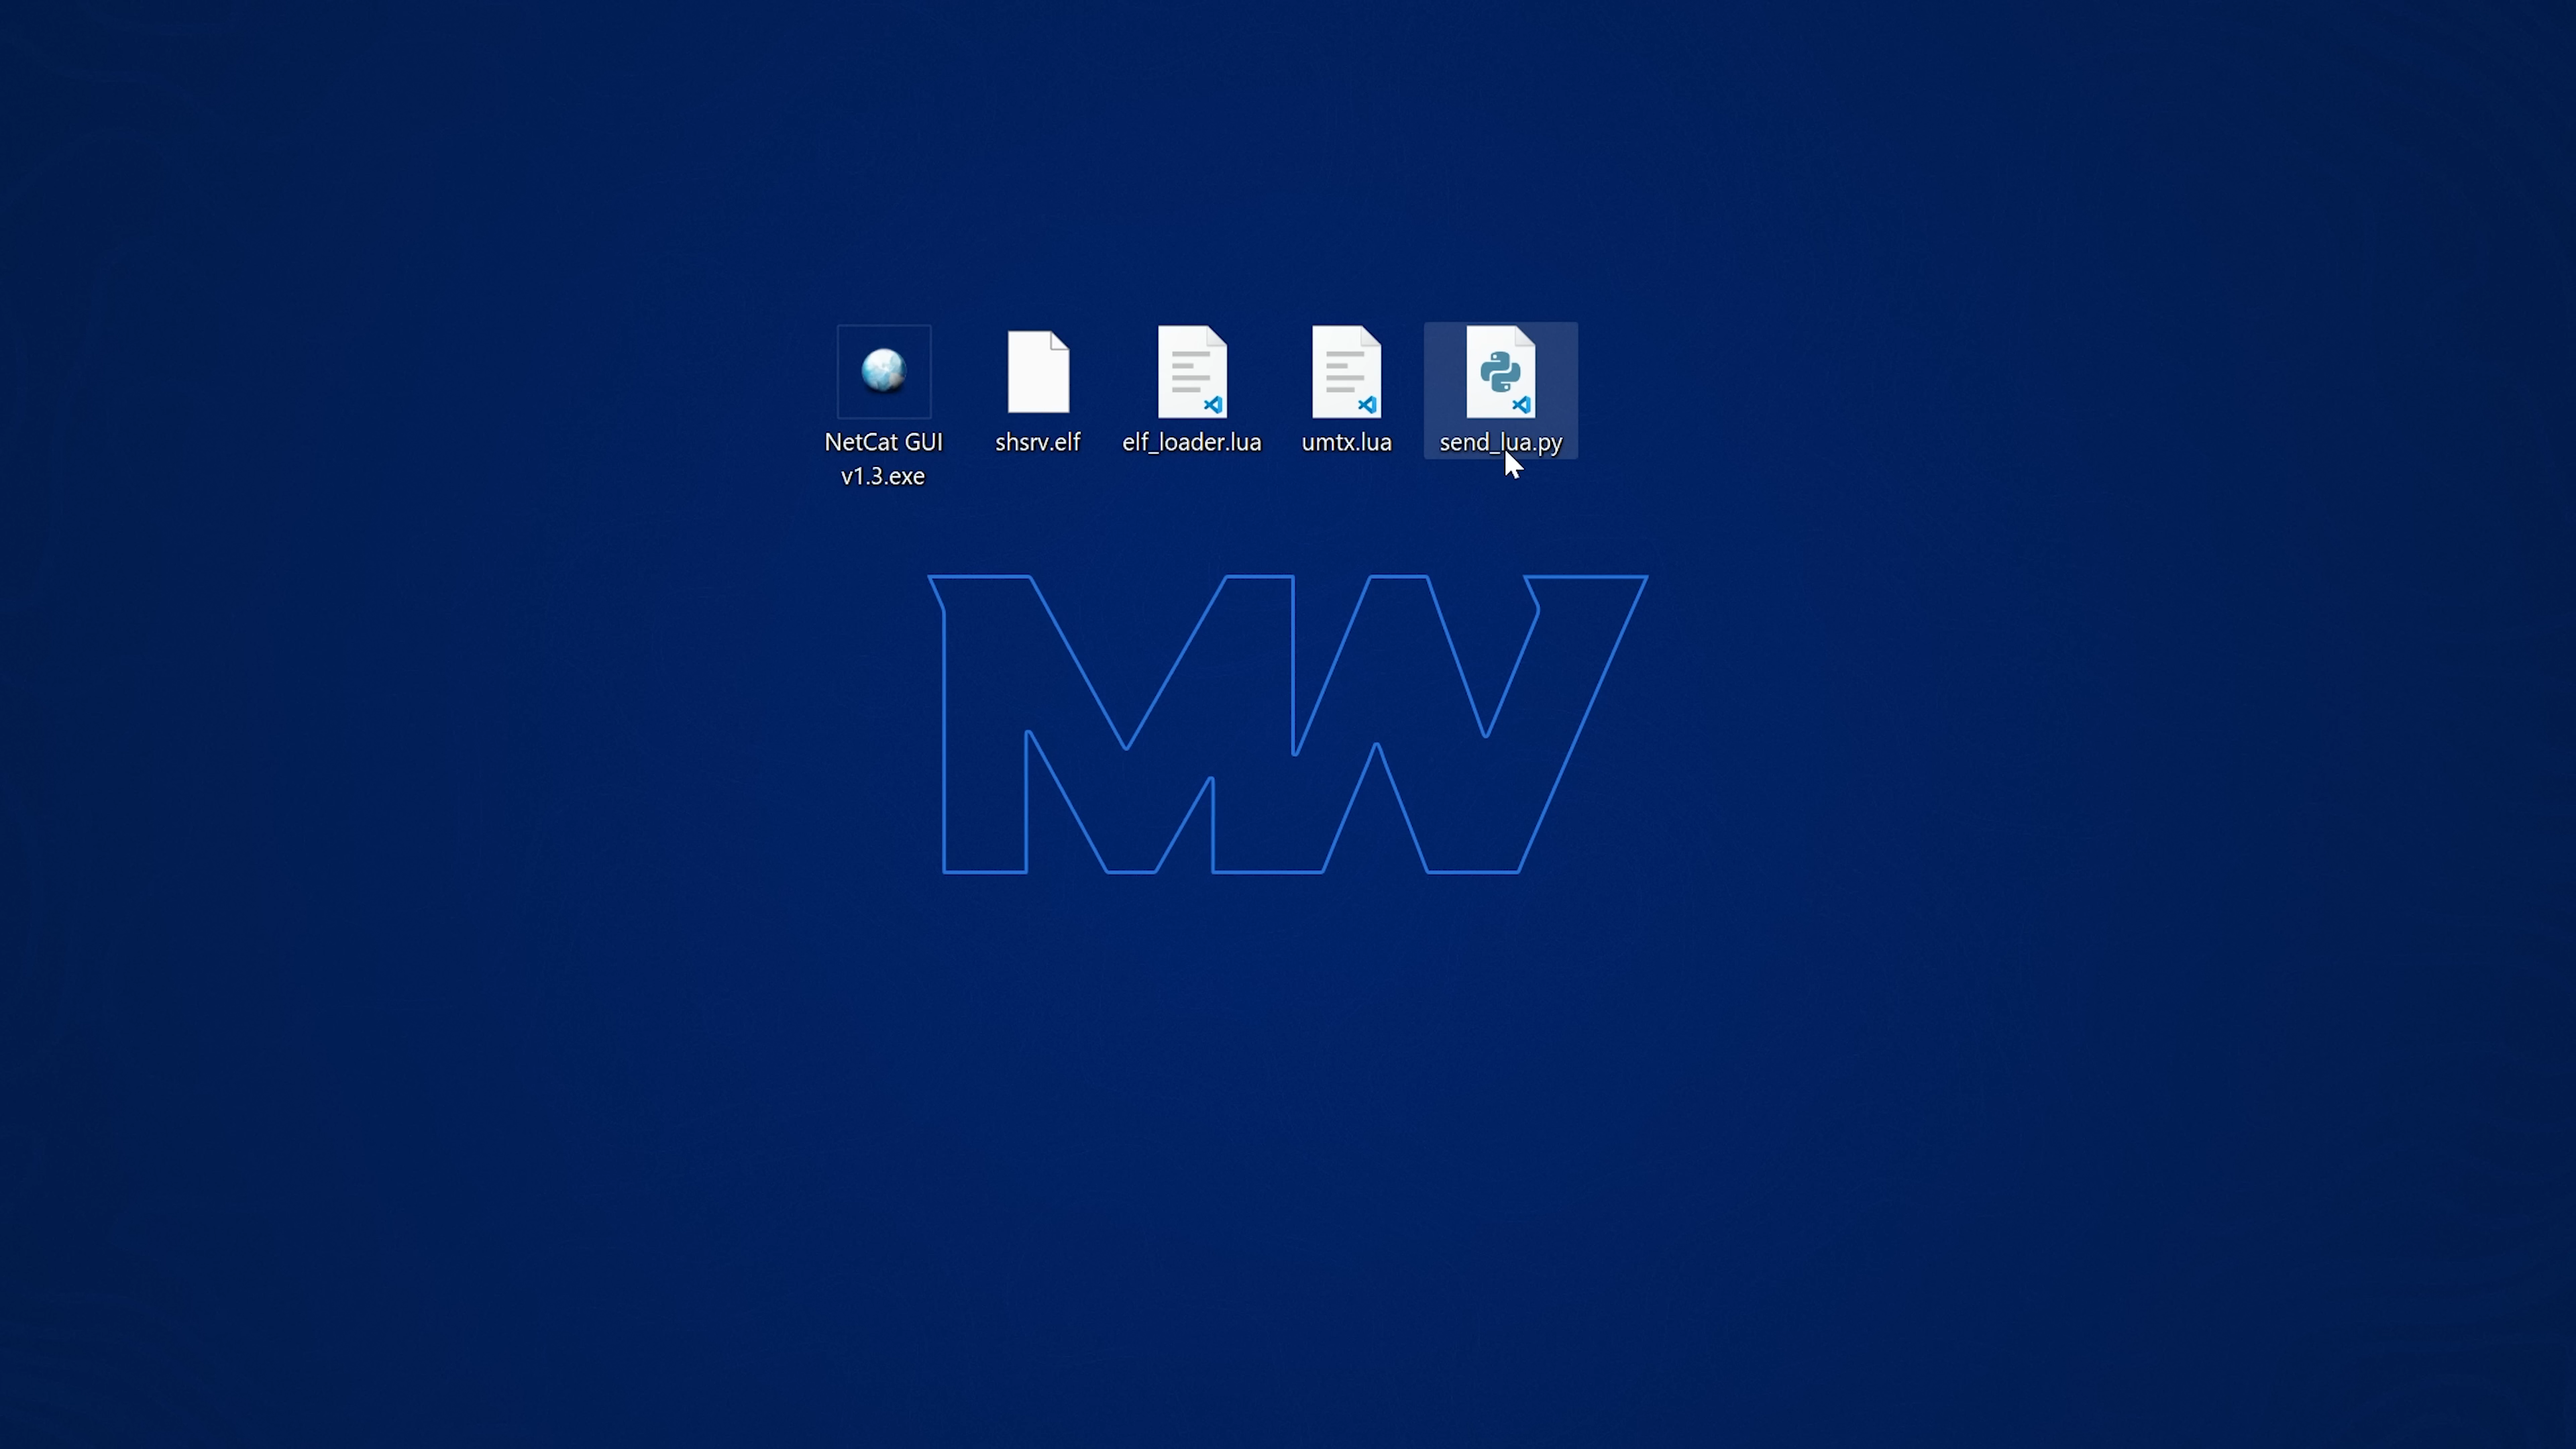 NetCat GUI
v1.3.exe
shsrv.elf
elf_loader.lua
umtx.lua
send_lua.py
MW